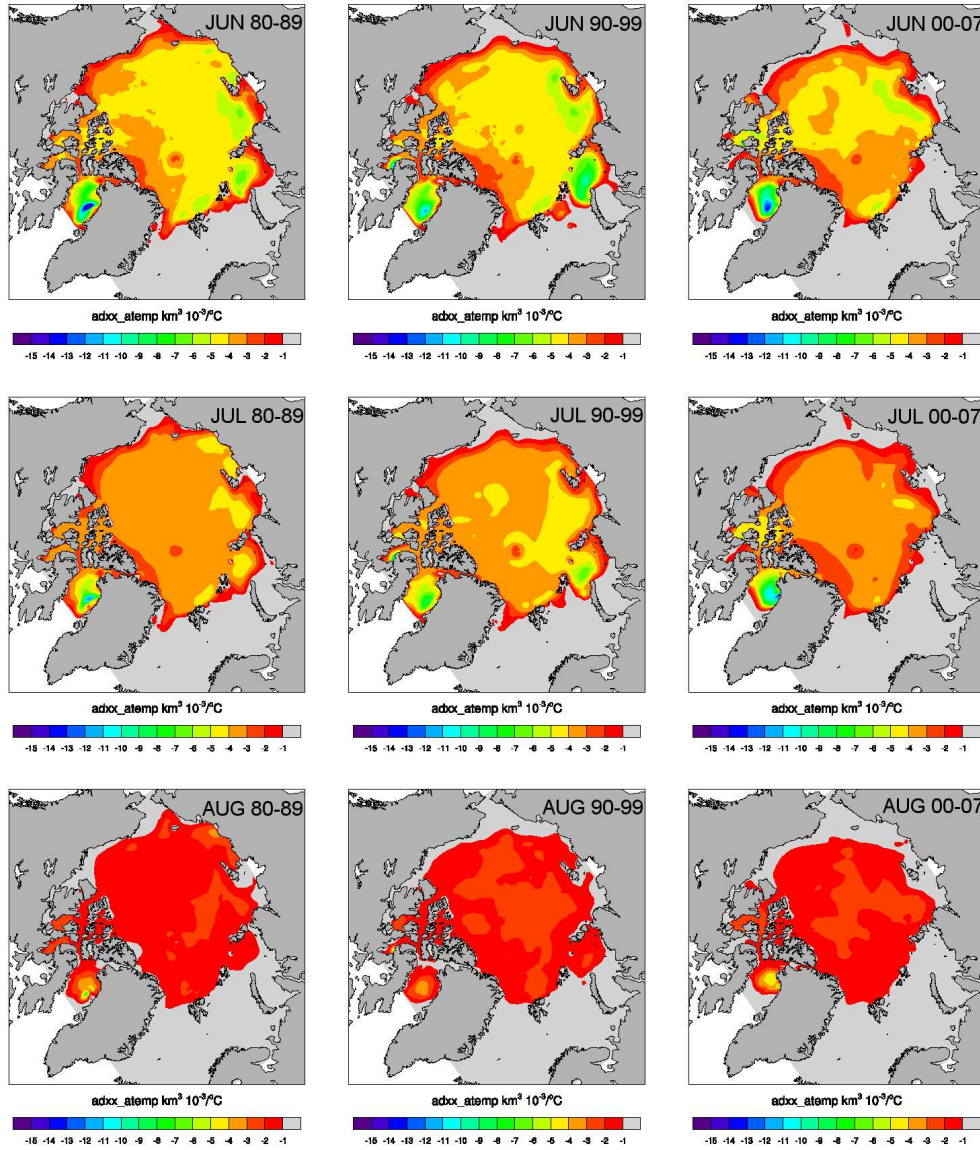 JUN 80-89 JUN 90-99 JUN 00-07
adxx_atemp km³ 10⁻³/°C adxx_atemp km³ 10⁻³/°C adxx_atemp km³ 10⁻³/°C
-15 -14 -13 -12 -11 -10 -9 -8 -7 -6 -5 -4 -3 -2 -1 -15 -14 -13 -12 -11 -10 -9 -8 -7 -6 -5 -4 -3 -2 -1 -15 -14 -13 -12 -11 -10 -9 -8 -7 -6 -5 -4 -3 -2 -1
JUL 80-89 JUL 90-99 JUL 00-07
adxx_atemp km³ 10⁻³/°C adxx_atemp km³ 10⁻³/°C adxx_atemp km³ 10⁻³/°C
-15 -14 -13 -12 -11 -10 -9 -8 -7 -6 -5 -4 -3 -2 -1 -15 -14 -13 -12 -11 -10 -9 -8 -7 -6 -5 -4 -3 -2 -1 -15 -14 -13 -12 -11 -10 -9 -8 -7 -6 -5 -4 -3 -2 -1
AUG 80-89 AUG 90-99 AUG 00-07
adxx_atemp km³ 10⁻³/°C adxx_atemp km³ 10⁻³/°C adxx_atemp km³ 10⁻³/°C
-15 -14 -13 -12 -11 -10 -9 -8 -7 -6 -5 -4 -3 -2 -1 -15 -14 -13 -12 -11 -10 -9 -8 -7 -6 -5 -4 -3 -2 -1 -15 -14 -13 -12 -11 -10 -9 -8 -7 -6 -5 -4 -3 -2 -1